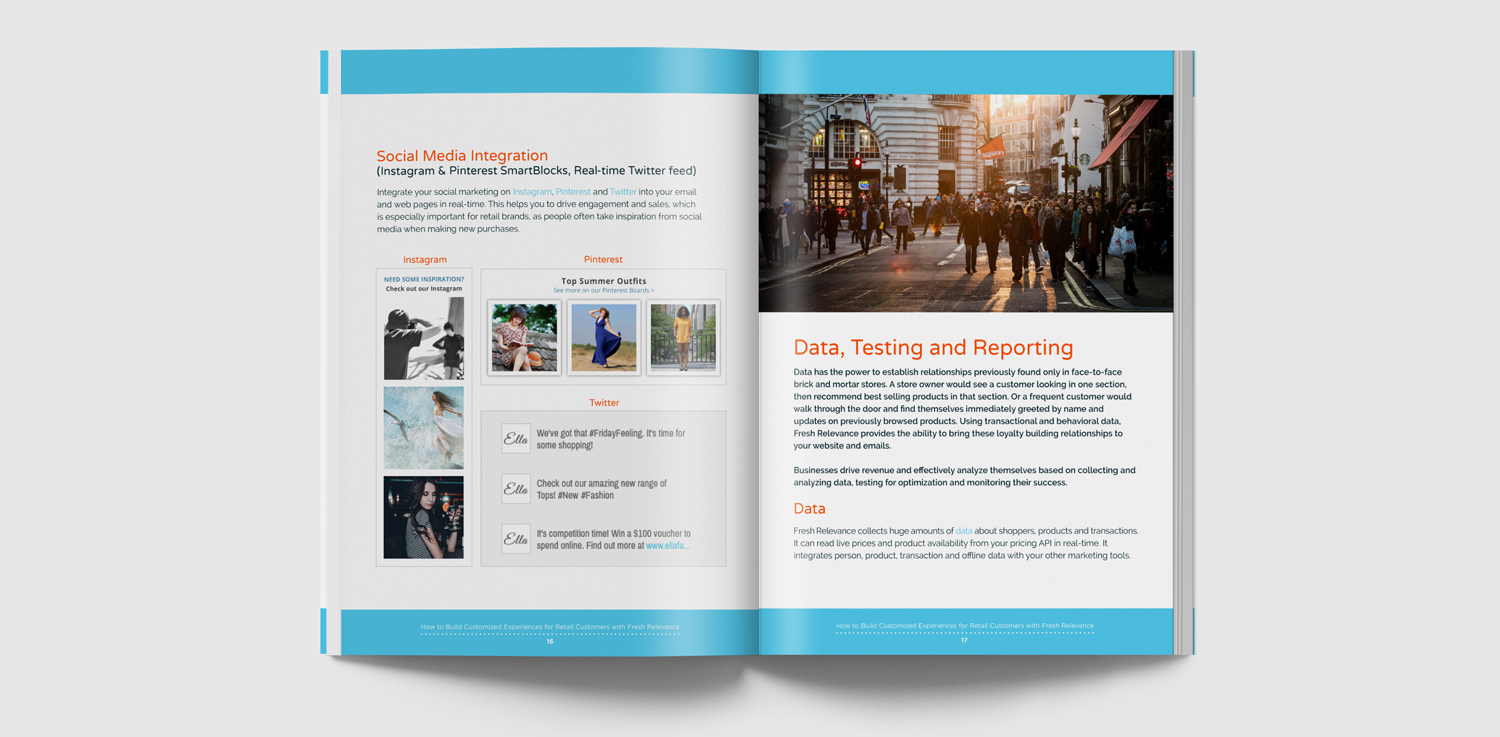 Social Media Integration
(Instagram & Pinterest SmartBlocks, Real-time Twitter feed)
Integrate your social marketing on Instagram, Pinterest and Twitter into your email
and web pages in real-time. This helps you to drive engagement and sales, which
is especially important for retail brands, as people often take inspiration from social
media when making new purchases.
Instagram
NEED SOME INSPIRATION?
Check out our Instagram
Pinterest
Top Summer Outfits
See more on our Pinterest Boards >
Twitter
Ella
We've got that #FridayFeeling. It's time for
some shopping!
Ella
Check out our amazing new range of
Tops! #New #Fashion
Ella
It's competition time! Win a $100 voucher to
spend online. Find out more at www.ellafa...
How to Build Customized Experiences for Retail Customers with Fresh Relevance
16
Data, Testing and Reporting
Data has the power to establish relationships previously found only in face-to-face
brick and mortar stores. A store owner would see a customer looking in one section,
then recommend best selling products in that section. Or a frequent customer would
walk through the door and find themselves immediately greeted by name and
updates on previously browsed products. Using transactional and behavioral data,
Fresh Relevance provides the ability to bring these loyalty building relationships to
your website and emails.
Businesses drive revenue and effectively analyze themselves based on collecting and
analyzing data, testing for optimization and monitoring their success.
Data
Fresh Relevance collects huge amounts of data about shoppers, products and transactions.
It can read live prices and product availability from your pricing API in real-time. It
integrates person, product, transaction and offline data with your other marketing tools.
How to Build Customized Experiences for Retail Customers with Fresh Relevance
17